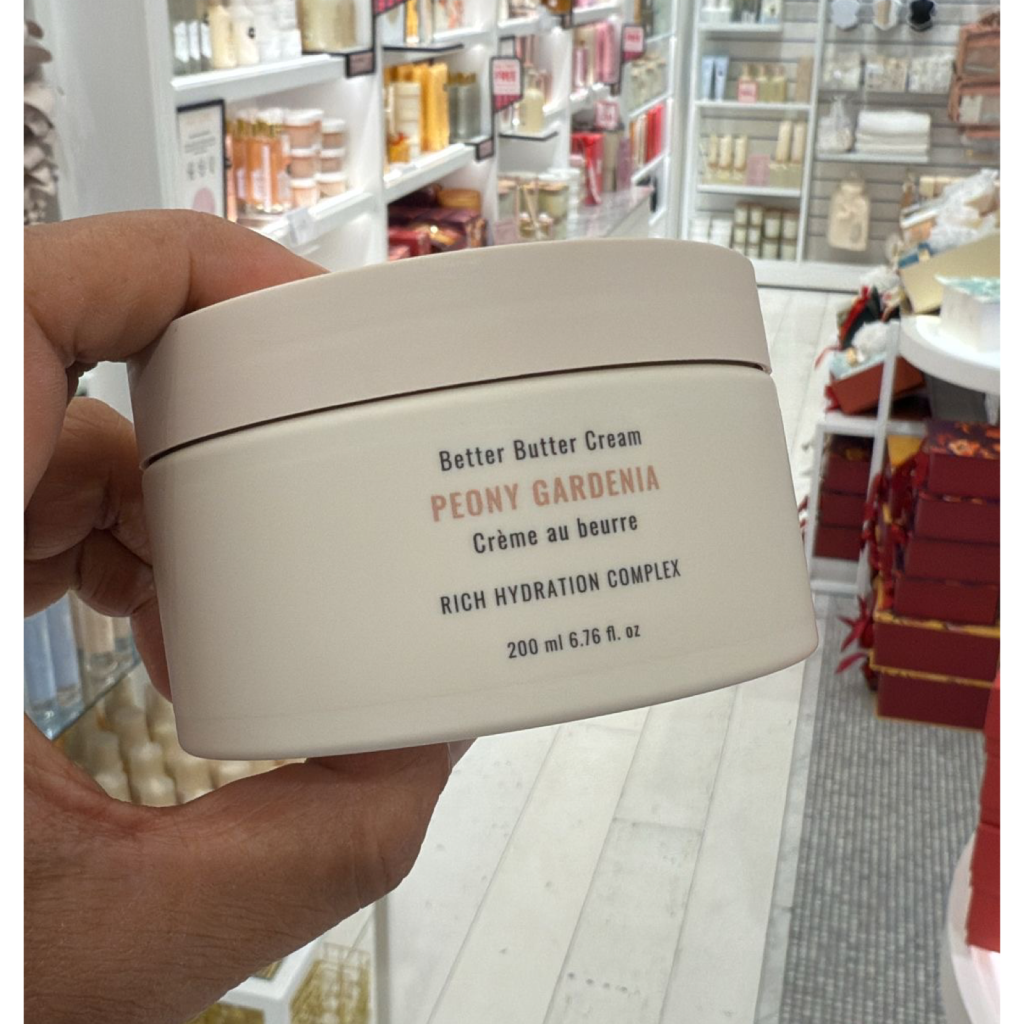 Better Butter Cream
PEONY GARDENIA
Crème au beurre
RICH HYDRATION COMPLEX
200 ml 6.76 fl. oz